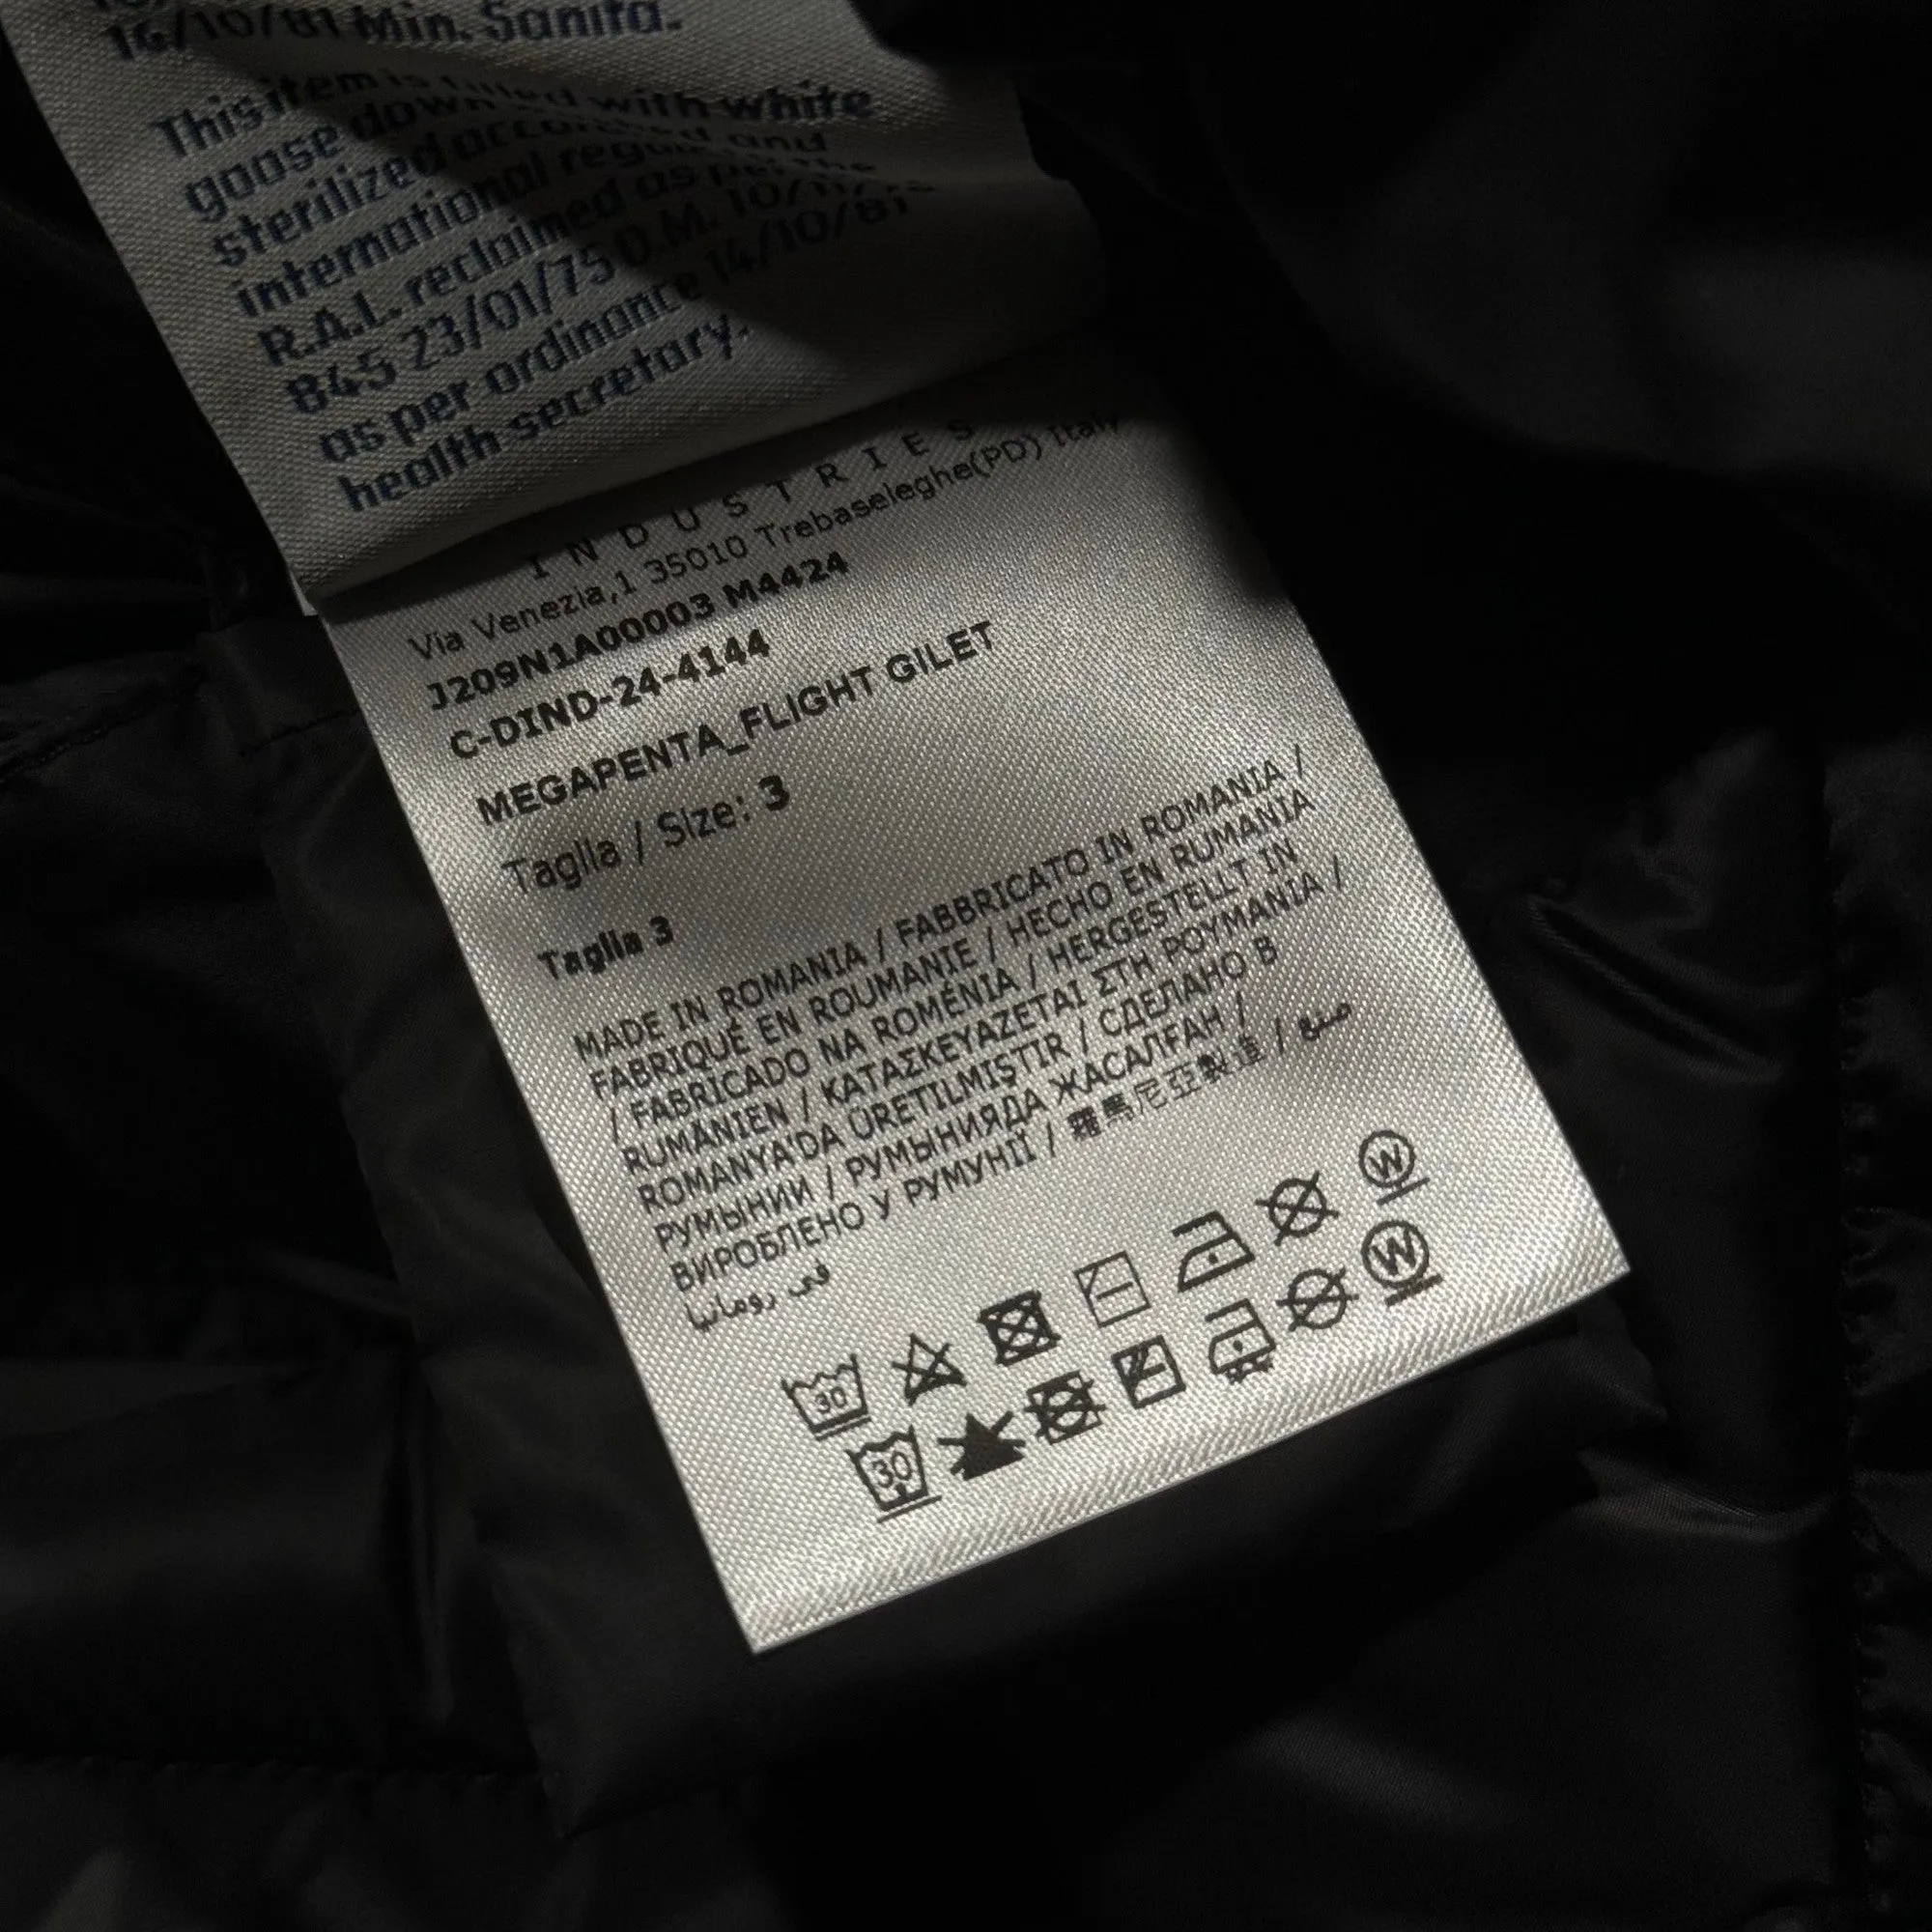 14/10/81 Min. Sanita.
This item is filled with white
goose down
sterilized according and
international regul the
R.A.L. reclaimed as per
845 23/01/75 D.M. 10/11/
as per ordinance 14/10/81
health secretary.
INDUSTRIES
Via Venezia,1 35010 Trebaseleghe(PD) Italy
J209N1A00003 M4424
C-DIND-24-4144
MEGAPENTA_FLIGHT GILET
Taglia / Size: 3
Taglia 3
MADE IN ROMANIA / FABBRICATO IN ROMANIA /
FABRIQUÉ EN ROUMANIE / HECHO EN RUMANIA
/ FABRICADO NA ROMÉNIA / HERGESTELLT IN
RUMÄNIEN / ΚΑΤΑΣΚΕΥΑΖΕΤΑΙ ΣΤΗ ΡΟΥΜΑΝΙΑ /
ROMANYA'DA ÜRETILMIŞTIR / СДЕЛАНО В
РУМЫНИИ / РУМЫНИЯДА ЖАСАЛҒАН /
ВИРОБЛЕНО У РУМУНІЇ / 羅馬尼亞製造 / صنع
في رومانيا
30 W
30 W